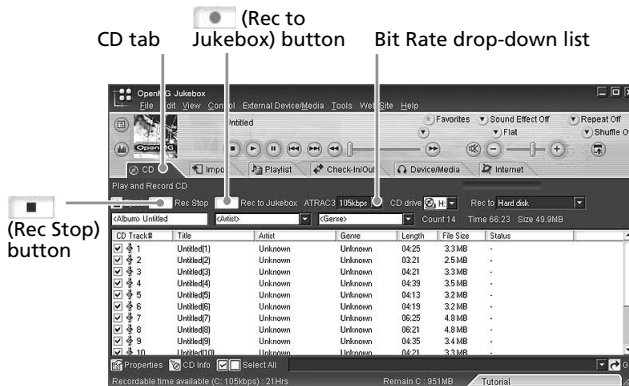 (Rec to Jukebox) button
CD tab
Bit Rate drop-down list
(Rec Stop) button
OpenMG Jukebox
File Edit View Control External Device/Media Tools Web Site Help
Untitled
Favorites Sound Effect Off Repeat Off
Flat Shuffle
OpenMG
CD Playlist Check-In/Out Device/Media Internet
Play and Record CD
Rec Stop Rec to Jukebox ATRAC3 105kbps CD drive H: Rec to Hard disk
<Album> Untitled <Artist> <Genre> Count 14 Time 66:23 Size 49.9MB
CD Track# Title Artist Genre Length File Size Status
1 Untitled(1) Unknown Unknown 04:25 3.3 MB -
2 Untitled(2) Unknown Unknown 03:21 2.5 MB -
3 Untitled(3) Unknown Unknown 04:21 3.3 MB -
4 Untitled(4) Unknown Unknown 04:39 3.5 MB -
5 Untitled(5) Unknown Unknown 04:13 3.2 MB -
6 Untitled(6) Unknown Unknown 04:19 3.2 MB -
7 Untitled(7) Unknown Unknown 06:25 4.8 MB -
8 Untitled(8) Unknown Unknown 06:21 4.8 MB -
9 Untitled(9) Unknown Unknown 04:35 3.4 MB -
10 Untitled(10) Unknown Unknown 04:21 3.3 MB -
Properties CD Info Select All
Recordable time available (C: 105kbps) : 21Hrs Remain C : 951MB Tutorial